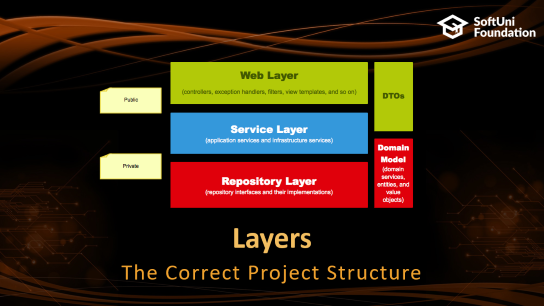 SoftUni
Foundation
Web Layer
(controllers, exception handlers, filters, view templates, and so on)
DTOs
Public
Service Layer
(application services and infrastructure services)
Domain
Model
(domain
services,
entities, and
value
objects)
Private
Repository Layer
(repository interfaces and their implementations)
Layers
The Correct Project Structure